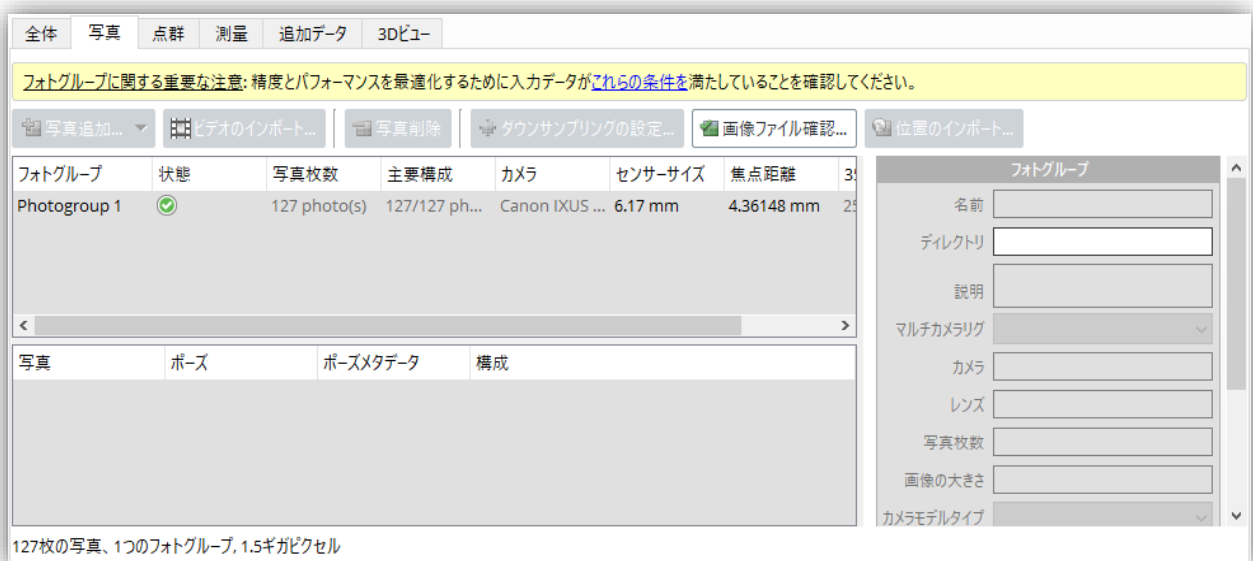 全体 写真 点群 測量 追加データ 3Dビュー
フォトグループに関する重要な注意: 精度とパフォーマンスを最適化するために入力データがこれらの条件を満たしていることを確認してください。
写真追加... ビデオのインポート... 写真削除 ダウンサンプリングの設定... 画像ファイル確認... 位置のインポート...
フォトグループ 状態 写真枚数 主要構成 カメラ センサーサイズ 焦点距離 35
Photogroup 1 127 photo(s) 127/127 ph... Canon IXUS ... 6.17 mm 4.36148 mm 25
写真 ポーズ ポーズメタデータ 構成
フォトグループ
名前
ディレクトリ
説明
マルチカメラリグ
カメラ
レンズ
写真枚数
画像の大きさ
カメラモデルタイプ
127枚の写真、1つのフォトグループ, 1.5ギガピクセル